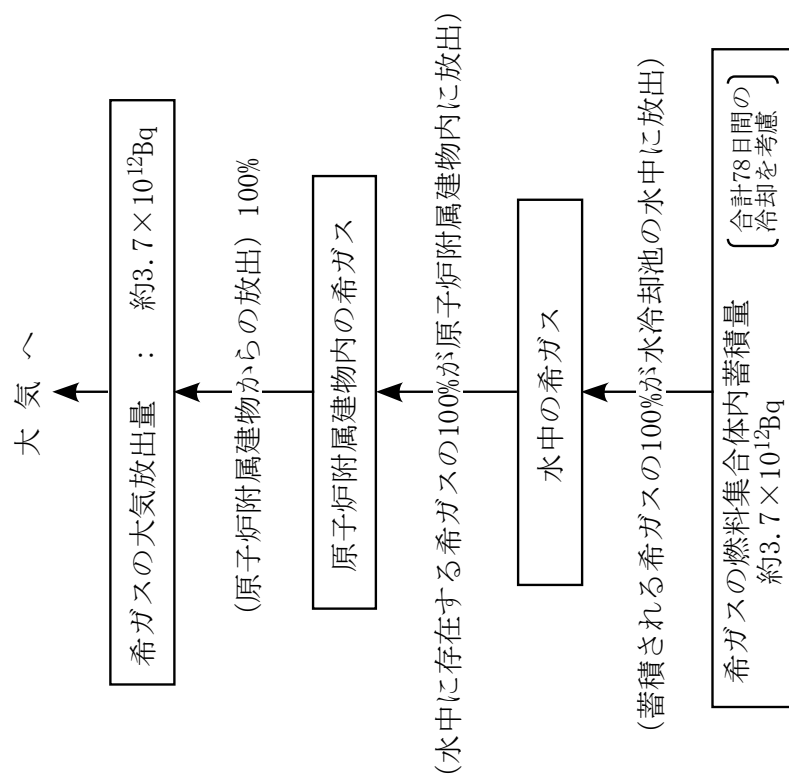 大気へ
希ガスの大気放出量 : 約3.7×10¹²Bq
(原子炉附属建物からの放出) 100%
原子炉附属建物内の希ガス
(水中に存在する希ガスの100%が原子炉附属建物内に放出)
水中の希ガス
(蓄積される希ガスの100%が水冷却池の水中に放出)
希ガスの燃料集合体内蓄積量
約3.7×10¹²Bq
合計78日間の
冷却を考慮